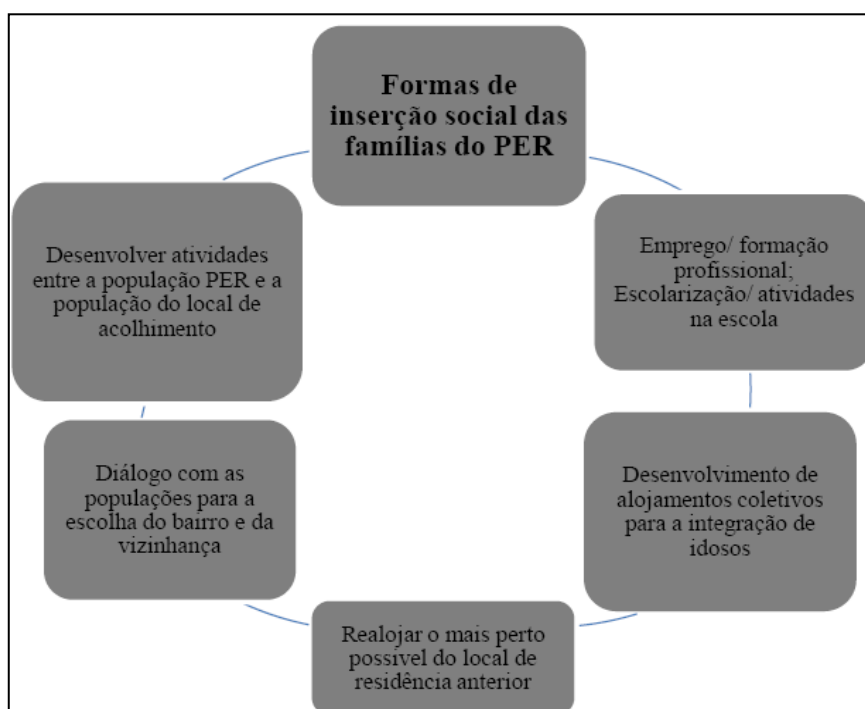 Formas de
inserção social das
famílias do PER
Emprego/ formação
profissional;
Escolarização/ atividades
na escola
Desenvolvimento de
alojamentos coletivos
para a integração de
idosos
Realojar o mais perto
possível do local de
residência anterior
Diálogo com as
populações para a
escolha do bairro e da
vizinhança
Desenvolver atividades
entre a população PER e a
população do local de
acolhimento